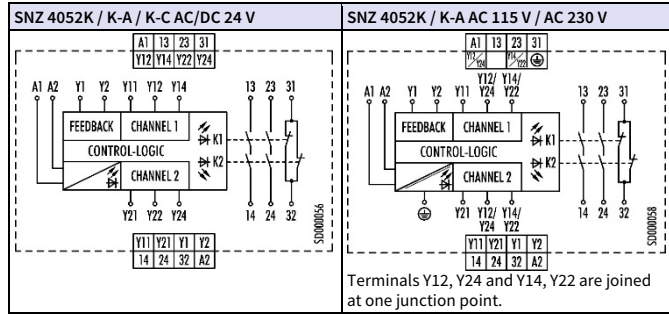 SNZ 4052K / K-A / K-C AC/DC 24 V
A1 13 23 31
Y12 Y14 Y22 Y24
A1 A2 Y1 Y2 Y11 Y12 Y14 13 23 31
FEEDBACK CHANNEL 1
K1
CONTROL-LOGIC
K2
CHANNEL 2
Y21 Y22 Y24 14 24 32
SD000056
Y11 Y21 Y1 Y2
14 24 32 A2
SNZ 4052K / K-A AC 115 V / AC 230 V
A1 13 23 31
Y12/Y24 Y14/Y22
Y12/ Y14/
A1 A2 Y1 Y2 Y11 Y24 Y22 13 23 31
FEEDBACK CHANNEL 1
K1
CONTROL-LOGIC
K2
CHANNEL 2
Y21 Y12/ Y14/ 14 24 32
Y24 Y22
SD000058
Y11 Y21 Y1 Y2
14 24 32 A2
Terminals Y12, Y24 and Y14, Y22 are joined
at one junction point.